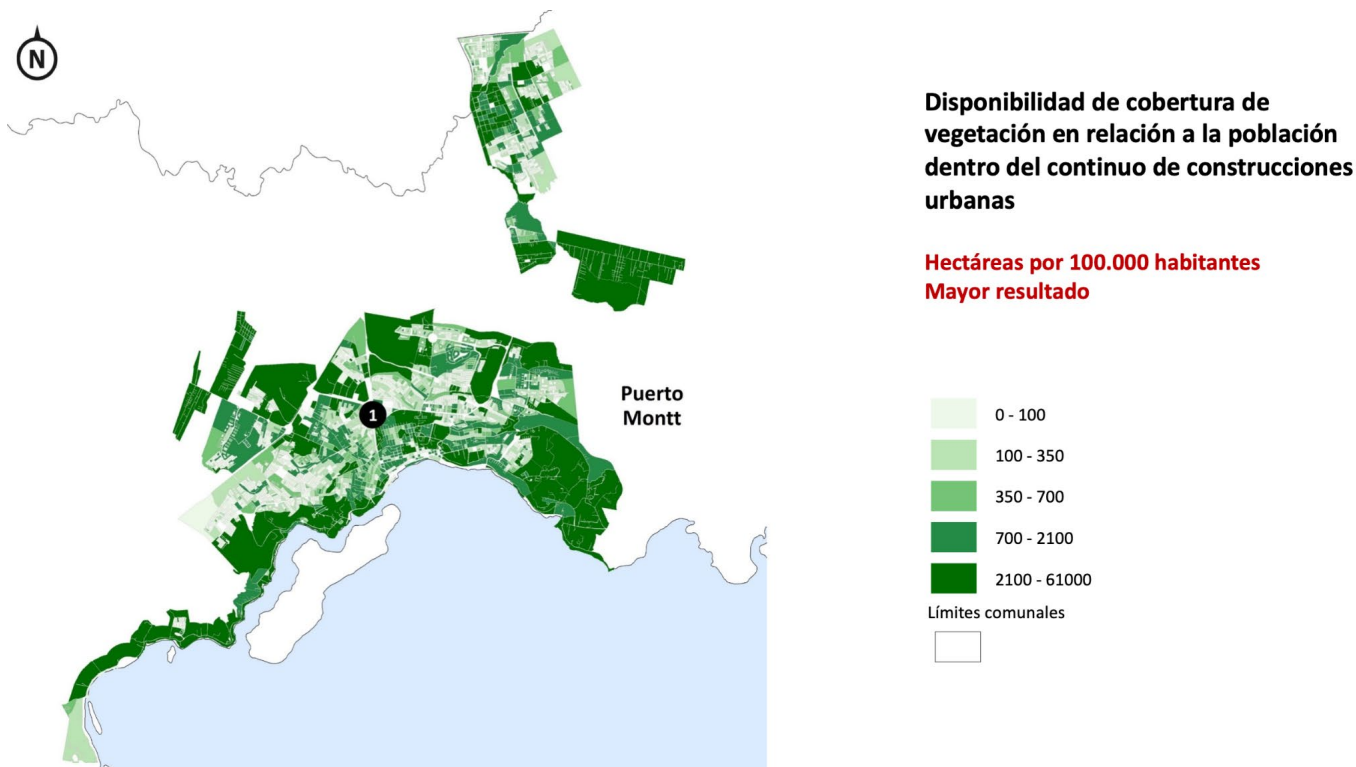 N
Disponibilidad de cobertura de
vegetación en relación a la población
dentro del continuo de construcciones
urbanas
Hectáreas por 100.000 habitantes
Mayor resultado
Puerto
Montt
1
0 - 100
100 - 350
350 - 700
700 - 2100
2100 - 61000
Límites comunales